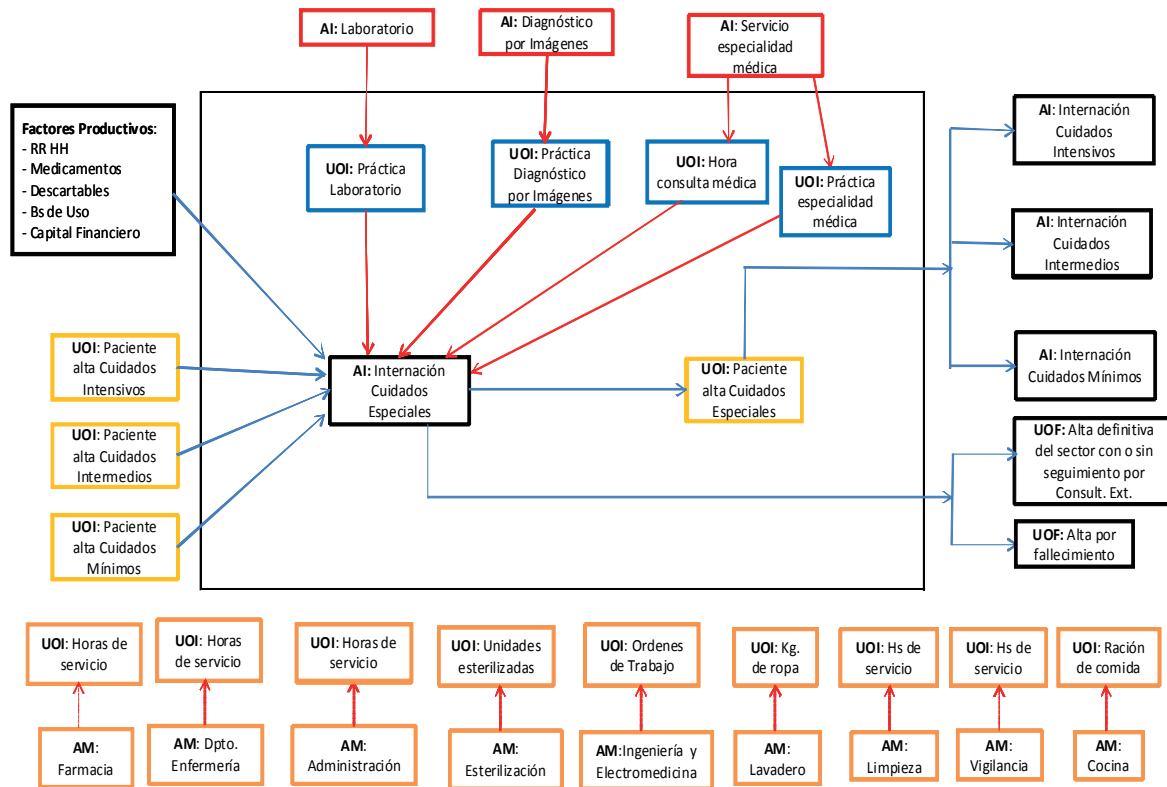 AI: Laboratorio
AI: Diagnóstico
por Imágenes
AI: Servicio
especialidad
médica
Factores Productivos:
- RR HH
- Medicamentos
- Descartables
- Bs de Uso
- Capital Financiero
UOI: Práctica
Laboratorio
UOI: Práctica
Diagnóstico
por Imágenes
UOI: Hora
consulta médica
UOI: Práctica
especialidad
médica
AI: Internación
Cuidados
Intensivos
AI: Internación
Cuidados
Intermedios
AI: Internación
Cuidados Mínimos
UOI: Paciente
alta Cuidados
Intensivos
UOI: Paciente
alta Cuidados
Intermedios
UOI: Paciente
alta Cuidados
Mínimos
AI: Internación
Cuidados
Especiales
UOI: Paciente
alta Cuidados
Especiales
UOF: Alta definitiva
del sector con o sin
seguimiento por
Consult. Ext.
UOF: Alta por
fallecimiento
UOI: Horas de
servicio
UOI: Horas
de servicio
UOI: Horas de
servicio
UOI: Unidades
esterilizadas
UOI: Ordenes
de Trabajo
UOI: Kg.
de ropa
UOI: Hs
de servicio
UOI: Hs de
servicio
UOI: Ración
de comida
AM:
Farmacia
AM: Dpto.
Enfermería
AM:
Administración
AM:
Esterilización
AM:Ingeniería y
Electromedicina
AM:
Lavadero
AM:
Limpieza
AM:
Vigilancia
AM:
Cocina